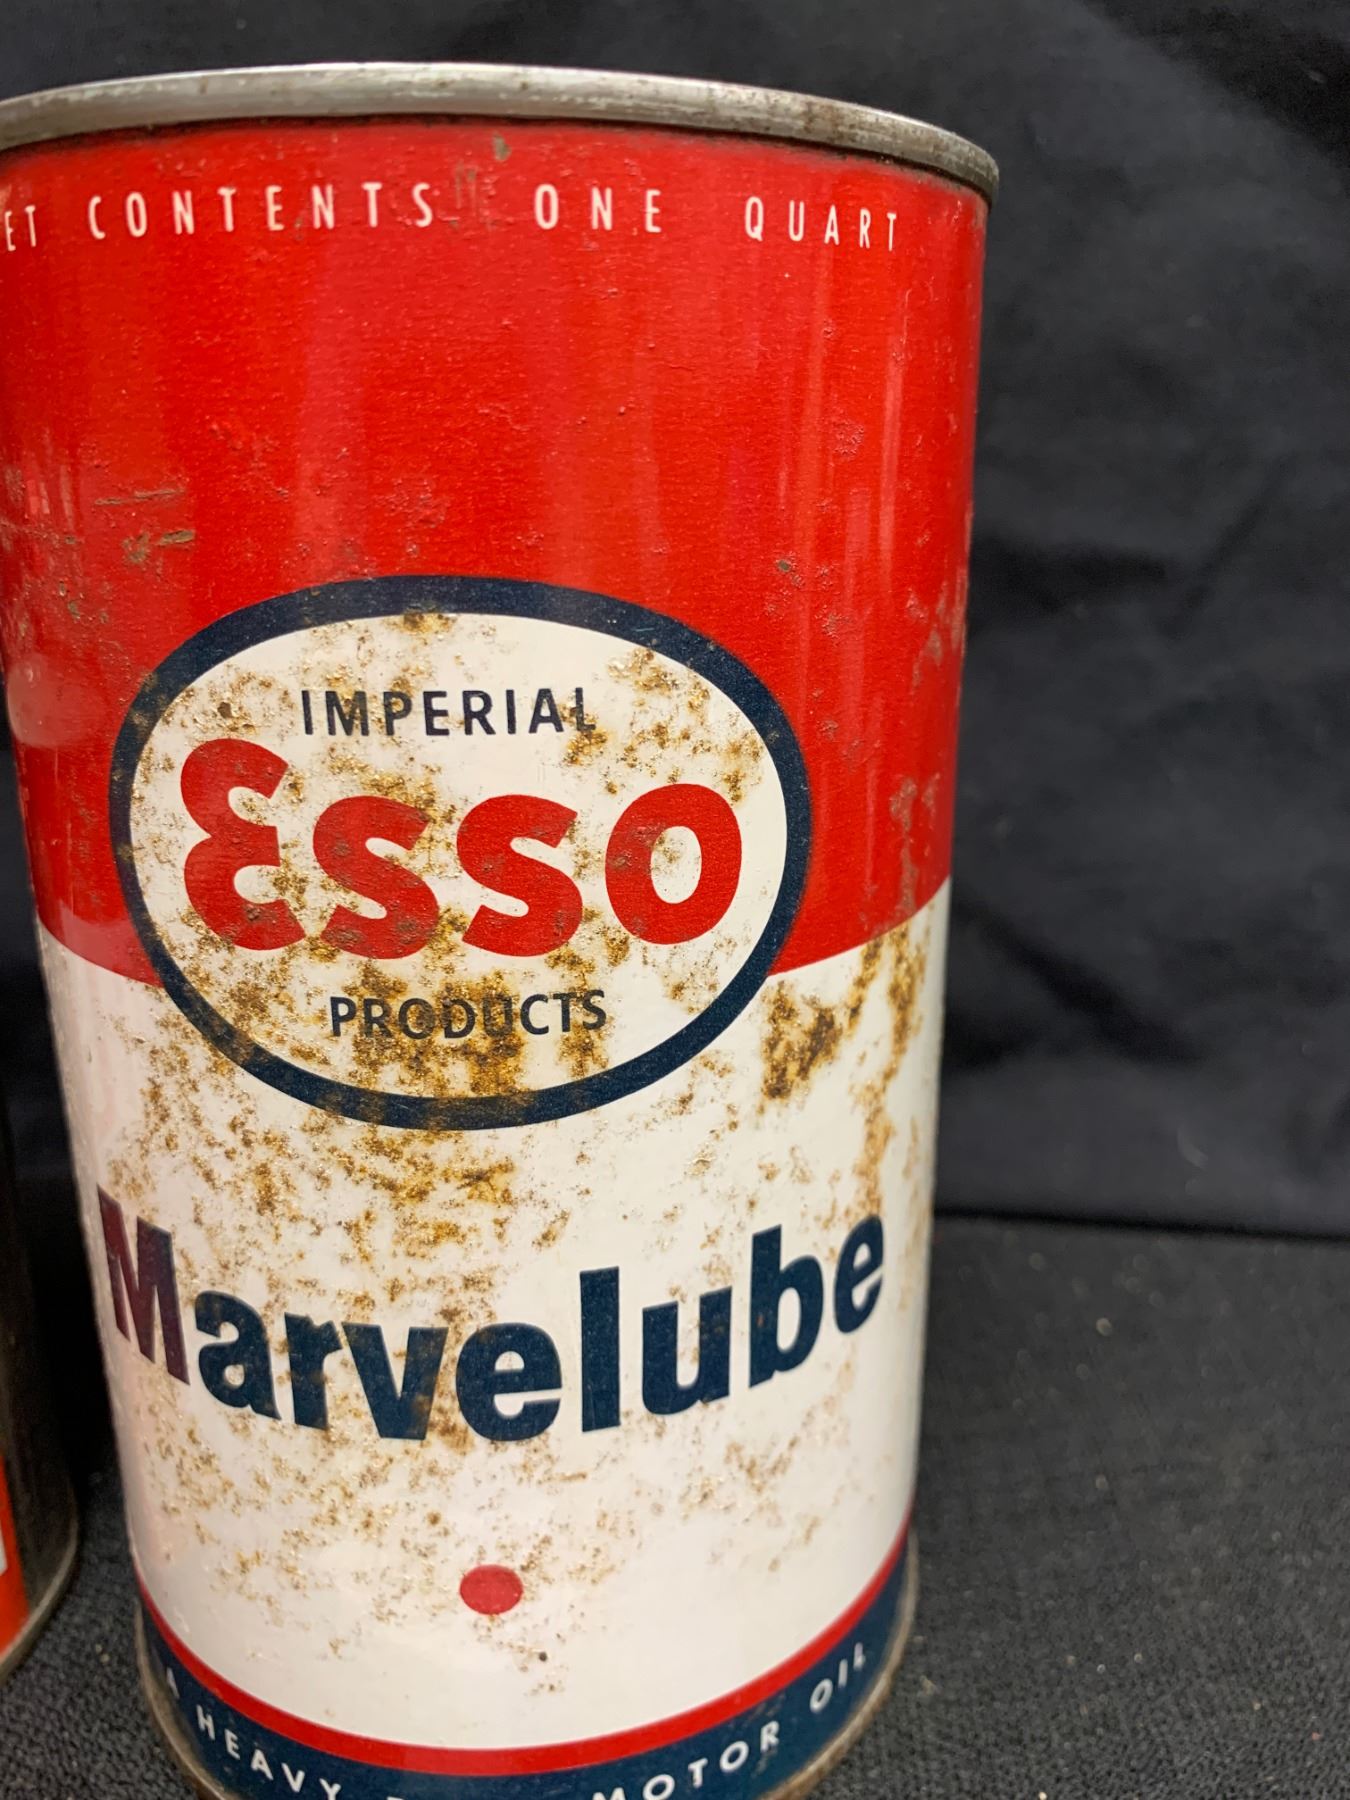 ET CONTENTS ONE QUART
IMPERIAL
Esso
PRODUCTS
Marvelube
A HEAVY MOTOR OIL